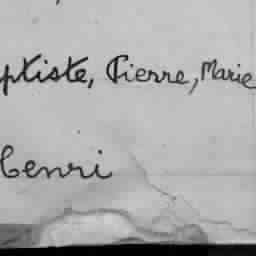 ptiste, Pierre, Marie
Henri